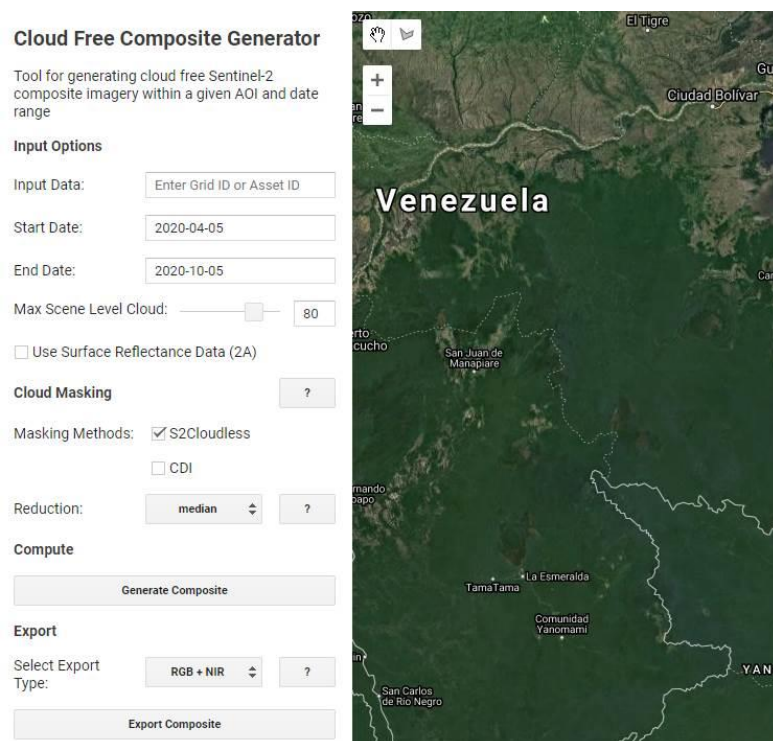 Cloud Free Composite Generator
Tool for generating cloud free Sentinel-2
composite imagery within a given AOI and date
range
Input Options
Input Data: Enter Grid ID or Asset ID
Start Date: 2020-04-05
End Date: 2020-10-05
Max Scene Level Cloud: 80
Use Surface Reflectance Data (2A)
Cloud Masking ?
Masking Methods: S2Cloudless
CDI
Reduction: median ?
Compute
Generate Composite
Export
Select Export
Type: RGB + NIR ?
Export Composite
El Tigre
Ciudad Bolívar
Venezuela
San Juan de
Manapiare
La Esmeralda
TamaTama
Comunidad
Yanomami
San Carlos
de Rio Negro